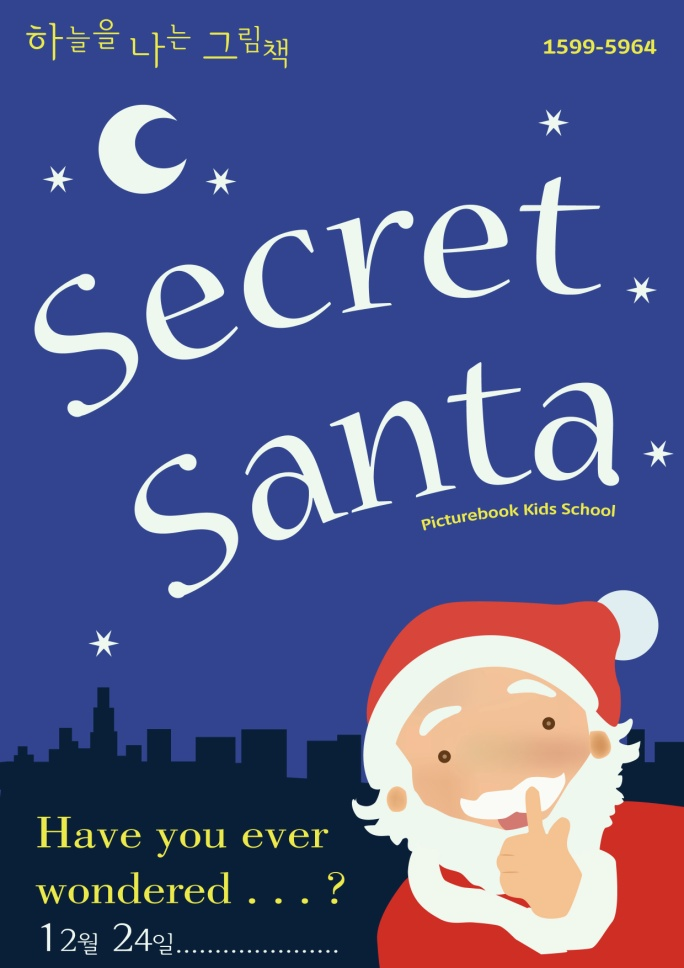 하늘을 나는 그림책
1599-5964
Secret
Santa
Picturebook Kids School
Have you ever
wondered . . . ?
12월 24일.....................